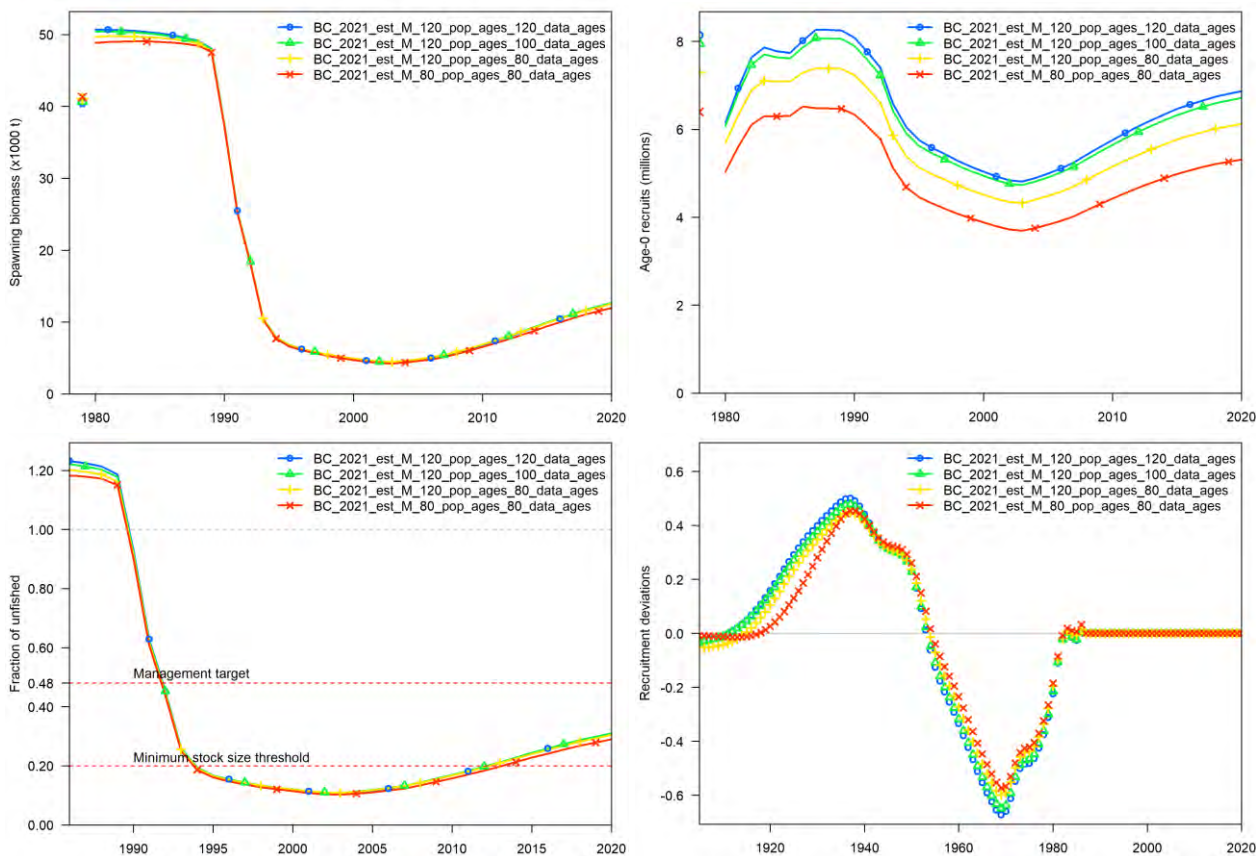 Spawning biomass (x1000 t)
50
40
30
20
10
0
BC_2021_est_M_120_pop_ages_120_data_ages
BC_2021_est_M_120_pop_ages_100_data_ages
BC_2021_est_M_120_pop_ages_80_data_ages
BC_2021_est_M_80_pop_ages_80_data_ages
1980 1990 2000 2010 2020
Age-0 recruits (millions)
8
6
4
2
0
BC_2021_est_M_120_pop_ages_120_data_ages
BC_2021_est_M_120_pop_ages_100_data_ages
BC_2021_est_M_120_pop_ages_80_data_ages
BC_2021_est_M_80_pop_ages_80_data_ages
1980 1990 2000 2010 2020
Fraction of unfished
1.20
1.00
0.80
0.60
0.48
0.40
0.20
0.00
BC_2021_est_M_120_pop_ages_120_data_ages
BC_2021_est_M_120_pop_ages_100_data_ages
BC_2021_est_M_120_pop_ages_80_data_ages
BC_2021_est_M_80_pop_ages_80_data_ages
Management target
Minimum stock size threshold
1990 1995 2000 2005 2010 2015 2020
Recruitment deviations
0.6
0.4
0.2
0.0
-0.2
-0.4
-0.6
BC_2021_est_M_120_pop_ages_120_data_ages
BC_2021_est_M_120_pop_ages_100_data_ages
BC_2021_est_M_120_pop_ages_80_data_ages
BC_2021_est_M_80_pop_ages_80_data_ages
1920 1940 1960 1980 2000 2020